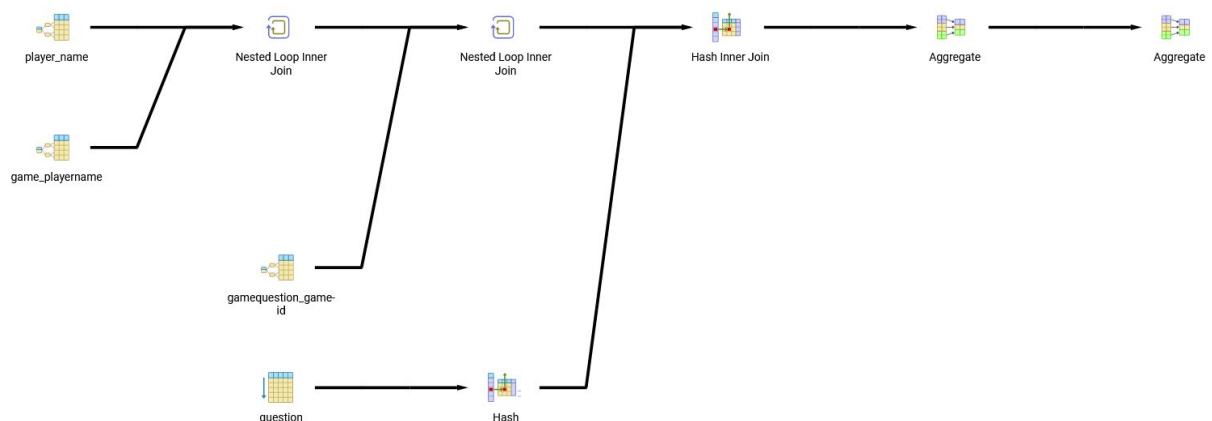 player_name
Nested Loop Inner
Join
Nested Loop Inner
Join
Hash Inner Join
Aggregate
Aggregate
game_playername
gamequestion_game-
id
question
Hash